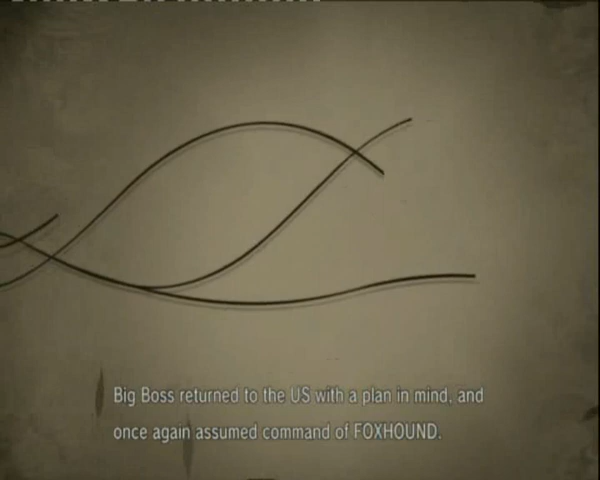 Big Boss returned to the US with a plan in mind, and
once again assumed command of FOXHOUND.